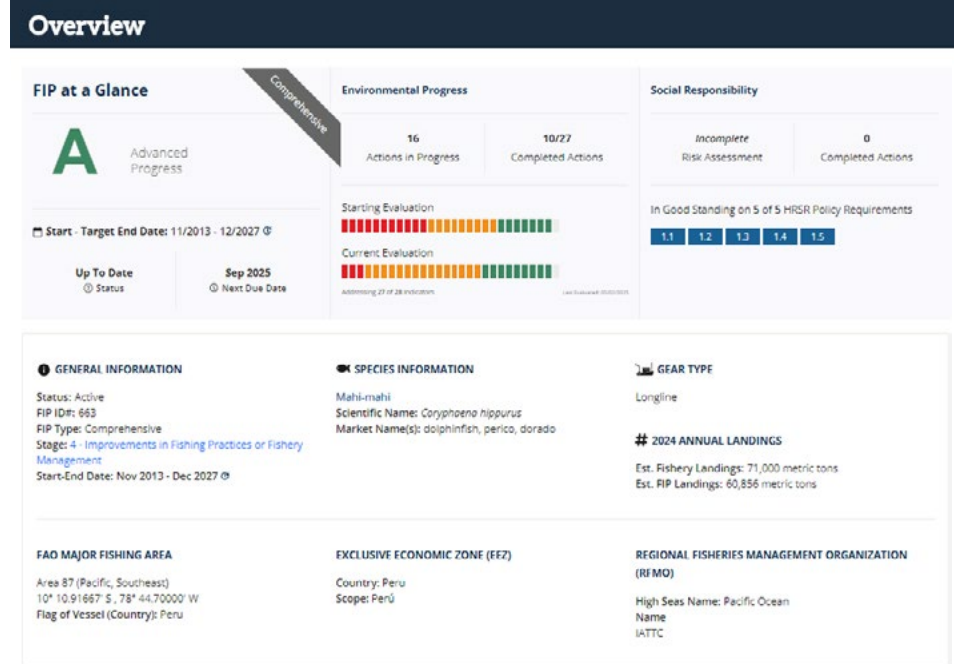 Overview
FIP at a Glance
Comprehensive
A
Advanced
Progress
Start - Target End Date: 11/2013 - 12/2027
Up To Date
Status
Sep 2025
Next Due Date
Environmental Progress
16
Actions in Progress
10/27
Completed Actions
Starting Evaluation
Current Evaluation
Addressing 27 of 28 indicators
Social Responsibility
Incomplete
Risk Assessment
0
Completed Actions
In Good Standing on 5 of 5 HRSR Policy Requirements
1.1 1.2 1.3 1.4 1.5
GENERAL INFORMATION
Status: Active
FIP ID#: 663
FIP Type: Comprehensive
Stage: 4 - Improvements in Fishing Practices or Fishery
Management
Start-End Date: Nov 2013 - Dec 2027
SPECIES INFORMATION
Mahi-mahi
Scientific Name: Coryphaena hippurus
Market Name(s): dolphinfish, perico, dorado
GEAR TYPE
Longline
# 2024 ANNUAL LANDINGS
Est. Fishery Landings: 71,000 metric tons
Est. FIP Landings: 60,856 metric tons
FAO MAJOR FISHING AREA
Area 87 (Pacific, Southeast)
10° 10.91667' S , 78° 44.70000' W
Flag of Vessel (Country): Peru
EXCLUSIVE ECONOMIC ZONE (EEZ)
Country: Peru
Scope: Perú
REGIONAL FISHERIES MANAGEMENT ORGANIZATION
(RFMO)
High Seas Name: Pacific Ocean
Name
IATTC